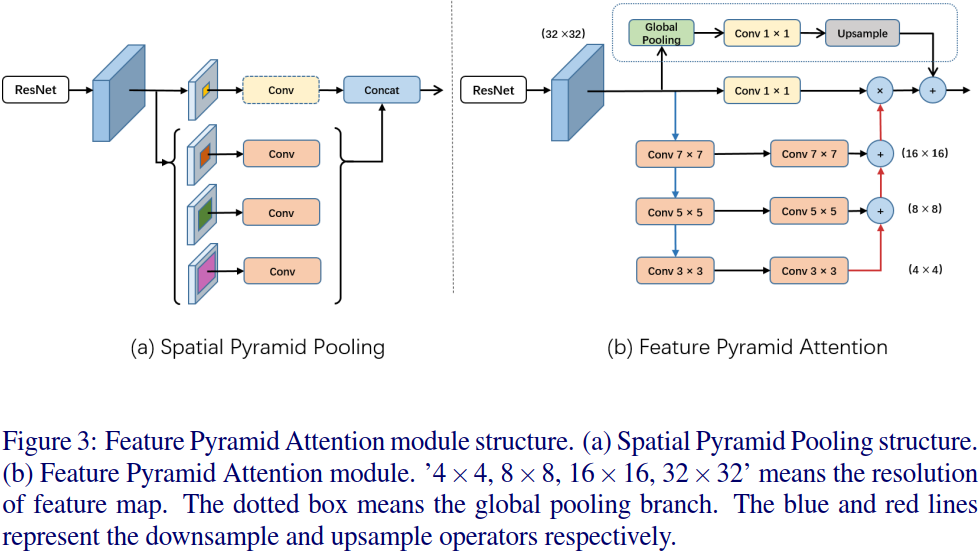 ResNet
Conv
Concat
Conv
Conv
Conv
(a) Spatial Pyramid Pooling
(32 ×32)
Global
Pooling
Conv 1 × 1
Upsample
ResNet
Conv 1 × 1
×
+
Conv 7 × 7
Conv 7 × 7
+
(16 × 16)
Conv 5 × 5
Conv 5 × 5
+
(8 × 8)
Conv 3 × 3
Conv 3 × 3
(4 × 4)
(b) Feature Pyramid Attention
Figure 3: Feature Pyramid Attention module structure. (a) Spatial Pyramid Pooling structure.
(b) Feature Pyramid Attention module. ’4 × 4, 8 × 8, 16 × 16, 32 × 32’ means the resolution
of feature map. The dotted box means the global pooling branch. The blue and red lines
represent the downsample and upsample operators respectively.